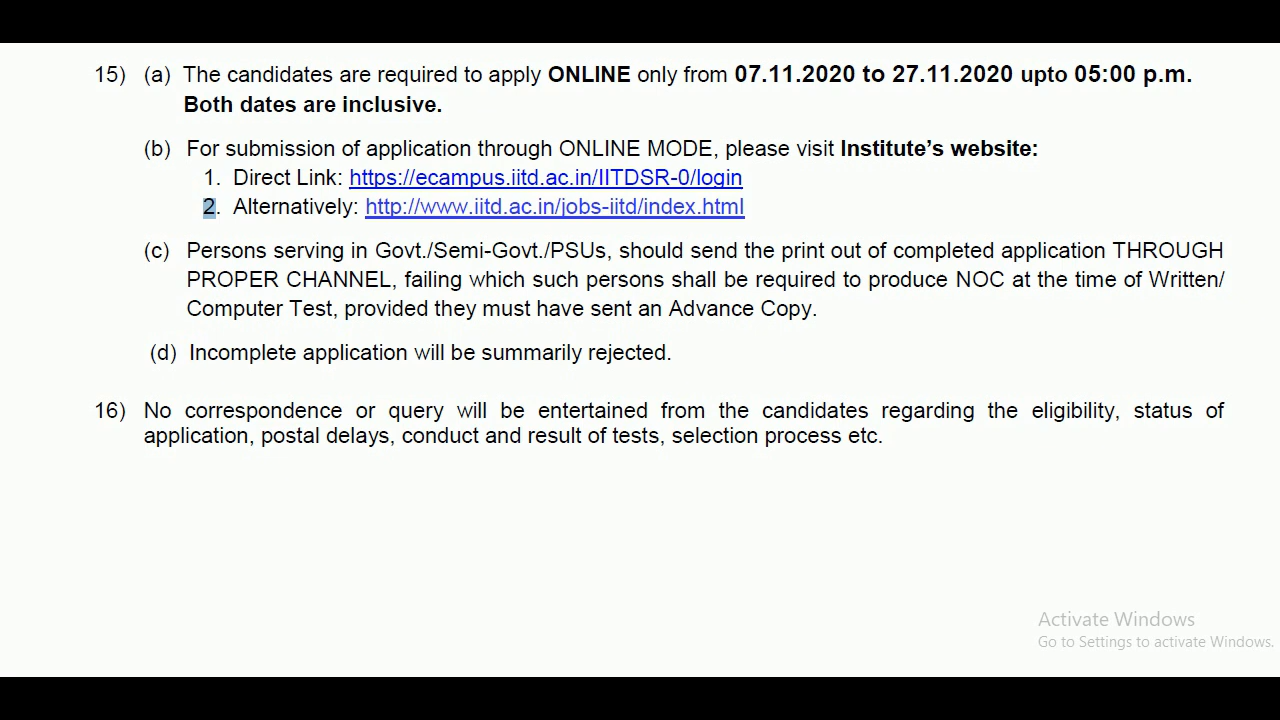 15) (a) The candidates are required to apply ONLINE only from 07.11.2020 to 27.11.2020 upto 05:00 p.m.
Both dates are inclusive.
(b) For submission of application through ONLINE MODE, please visit Institute’s website:
1. Direct Link: https://ecampus.iitd.ac.in/IITDSR-0/login
2. Alternatively: http://www.iitd.ac.in/jobs-iitd/index.html
(c) Persons serving in Govt./Semi-Govt./PSUs, should send the print out of completed application THROUGH
PROPER CHANNEL, failing which such persons shall be required to produce NOC at the time of Written/
Computer Test, provided they must have sent an Advance Copy.
(d) Incomplete application will be summarily rejected.
16) No correspondence or query will be entertained from the candidates regarding the eligibility, status of
application, postal delays, conduct and result of tests, selection process etc.
Activate Windows
Go to Settings to activate Windows.